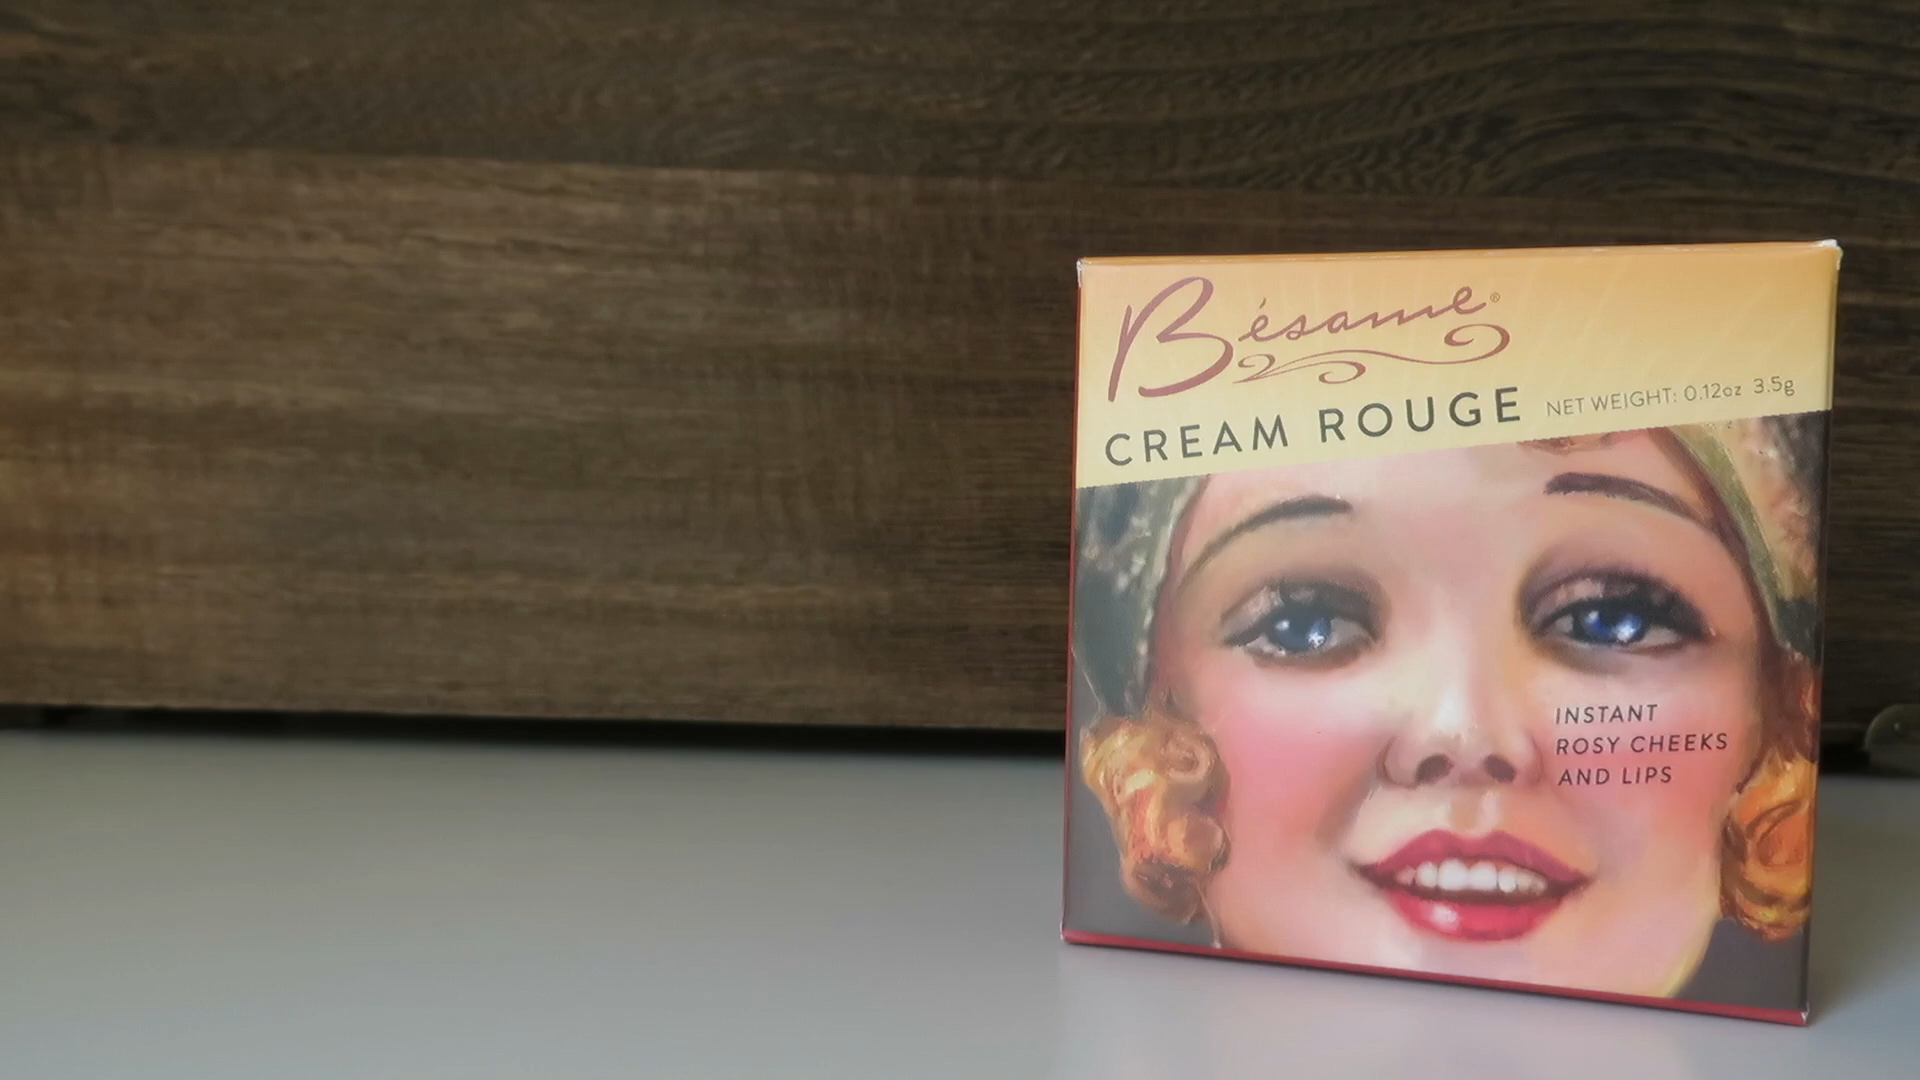 Bésame®
CREAM ROUGE NET WEIGHT: 0.12oz 3.5g
INSTANT
ROSY CHEEKS
AND LIPS